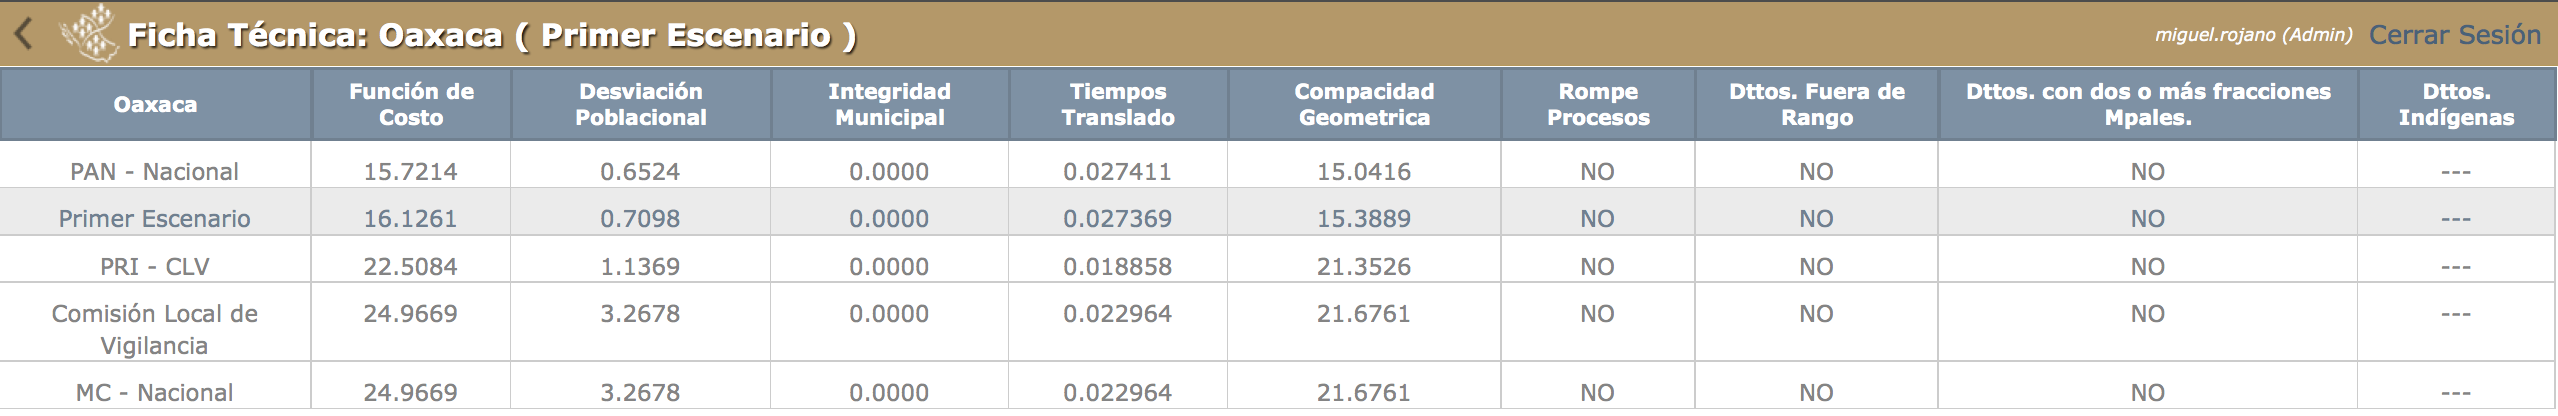 Ficha Técnica: Oaxaca ( Primer Escenario ) miguel.rojano (Admin) Cerrar Sesión
Oaxaca Función de Costo Desviación Poblacional Integridad Municipal Tiempos Translado Compacidad Geometrica Rompe Procesos Dttos. Fuera de Rango Dttos. con dos o más fracciones Mpales. Dttos. Indígenas
PAN - Nacional 15.7214 0.6524 0.0000 0.027411 15.0416 NO NO NO ---
Primer Escenario 16.1261 0.7098 0.0000 0.027369 15.3889 NO NO NO ---
PRI - CLV 22.5084 1.1369 0.0000 0.018858 21.3526 NO NO NO ---
Comisión Local de Vigilancia 24.9669 3.2678 0.0000 0.022964 21.6761 NO NO NO ---
MC - Nacional 24.9669 3.2678 0.0000 0.022964 21.6761 NO NO NO ---